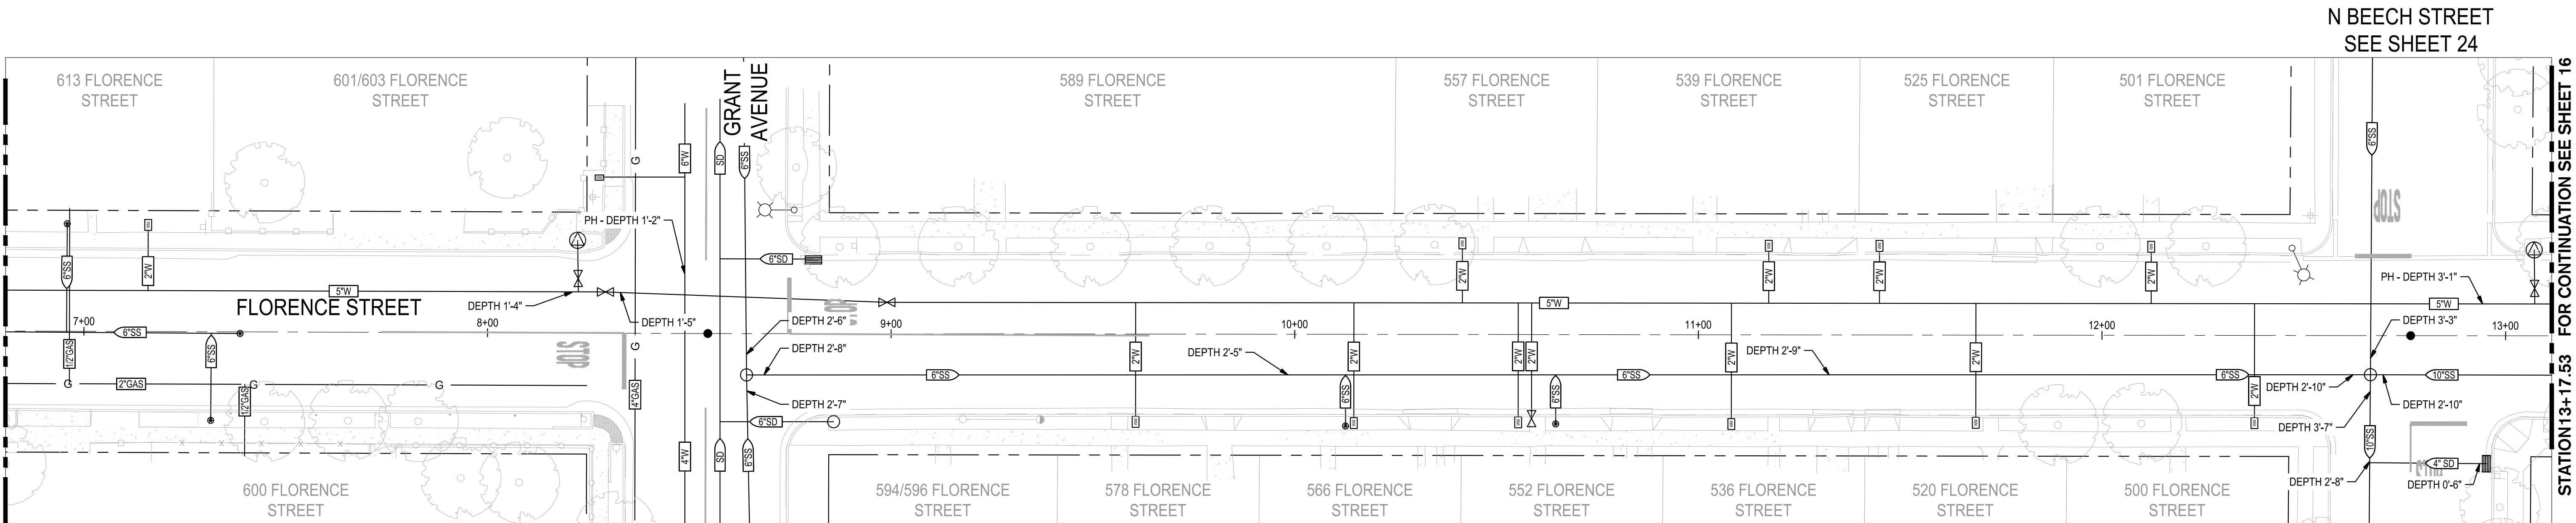 N BEECH STREET
SEE SHEET 24
613 FLORENCE
STREET
601/603 FLORENCE
STREET
GRANT
AVENUE
589 FLORENCE
STREET
557 FLORENCE
STREET
539 FLORENCE
STREET
525 FLORENCE
STREET
501 FLORENCE
STREET
STATION 13+17.53 FOR CONTINUATION SEE SHEET 16
G
6"W
SD
6"SS
6"SS
STOP
PH - DEPTH 1'-2"
6"SS
2"W
6"SD
2"W
2"W
2"W
2"W
PH - DEPTH 3'-1"
5"W
FLORENCE STREET
DEPTH 1'-4"
DEPTH 1'-5"
5"W
5"W
7+00
8+00
9+00
10+00
11+00
12+00
13+00
6"SS
DEPTH 2'-6"
DEPTH 3'-3"
1/2"GAS
6"SS
STOP
G
DEPTH 2'-8"
DEPTH 2'-5"
DEPTH 2'-9"
2"W
2"W
2"W
2"W
2"W
2"W
2"W
G
2"GAS
G
G
1/2"GAS
4"GAS
6"SS
6"SS
6"SS
6"SS
6"SS
10"SS
DEPTH 2'-10"
DEPTH 2'-10"
DEPTH 2'-7"
6"SD
DEPTH 3'-7"
10"SS
4"W
SD
6"SS
4" SD
DEPTH 2'-8"
DEPTH 0'-6"
600 FLORENCE
STREET
594/596 FLORENCE
STREET
578 FLORENCE
STREET
566 FLORENCE
STREET
552 FLORENCE
STREET
536 FLORENCE
STREET
520 FLORENCE
STREET
500 FLORENCE
STREET